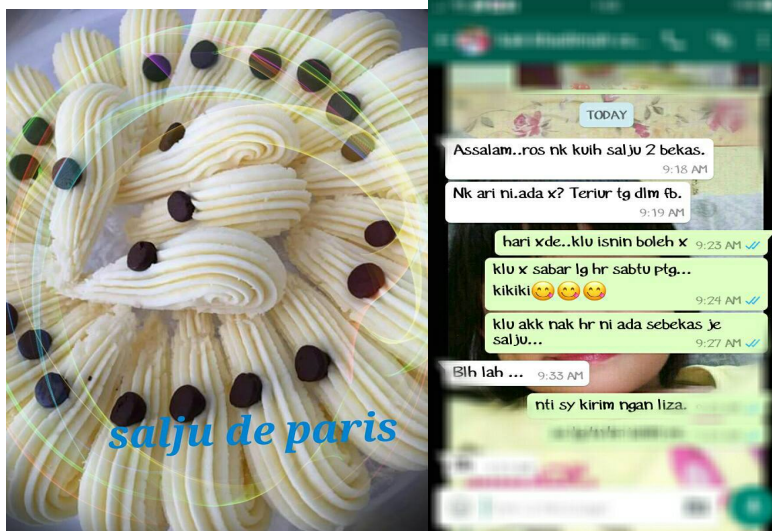 salju de paris
TODAY
Assalam..ros nk kuih salju 2 bekas.
9:18 AM
Nk ari ni.ada x? Teriur tg dlm fb.
9:19 AM
hari xde..klu isnin boleh x 9:23 AM
klu x sabar lg hr sabtu ptg...
kikiki😋😋😋 9:24 AM
klu akk nak hr ni ada sebekas je
salju... 9:27 AM
Blh lah ... 9:33 AM
nti sy kirim ngan liza.